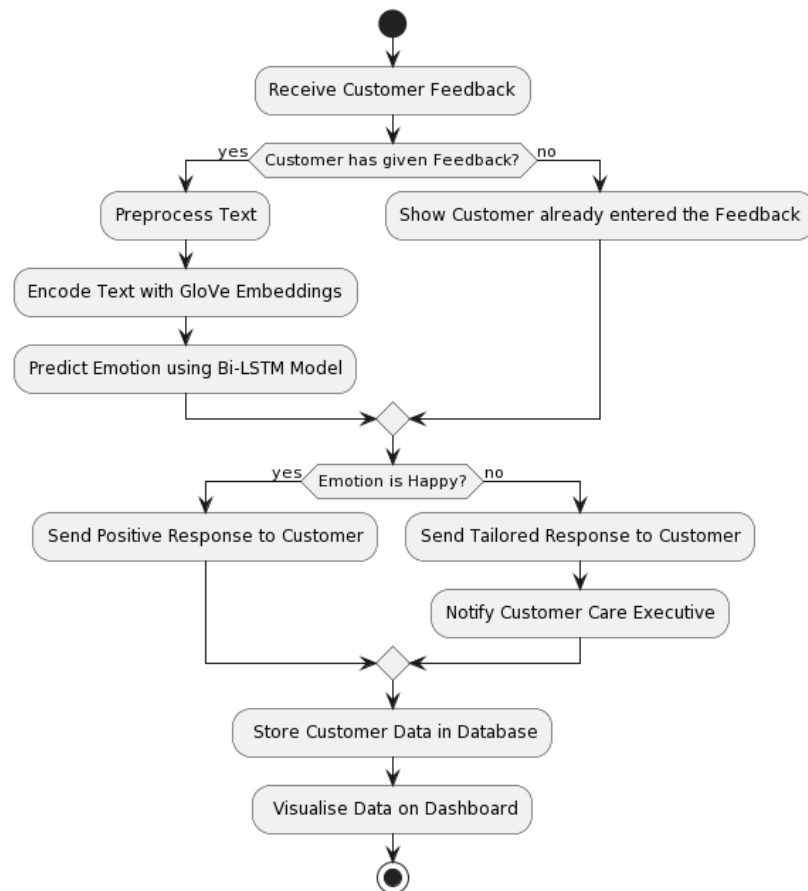 Receive Customer Feedback
yes
Customer has given Feedback?
no
Preprocess Text
Show Customer already entered the Feedback
Encode Text with GloVe Embeddings
Predict Emotion using Bi-LSTM Model
yes
Emotion is Happy?
no
Send Positive Response to Customer
Send Tailored Response to Customer
Notify Customer Care Executive
Store Customer Data in Database
Visualise Data on Dashboard